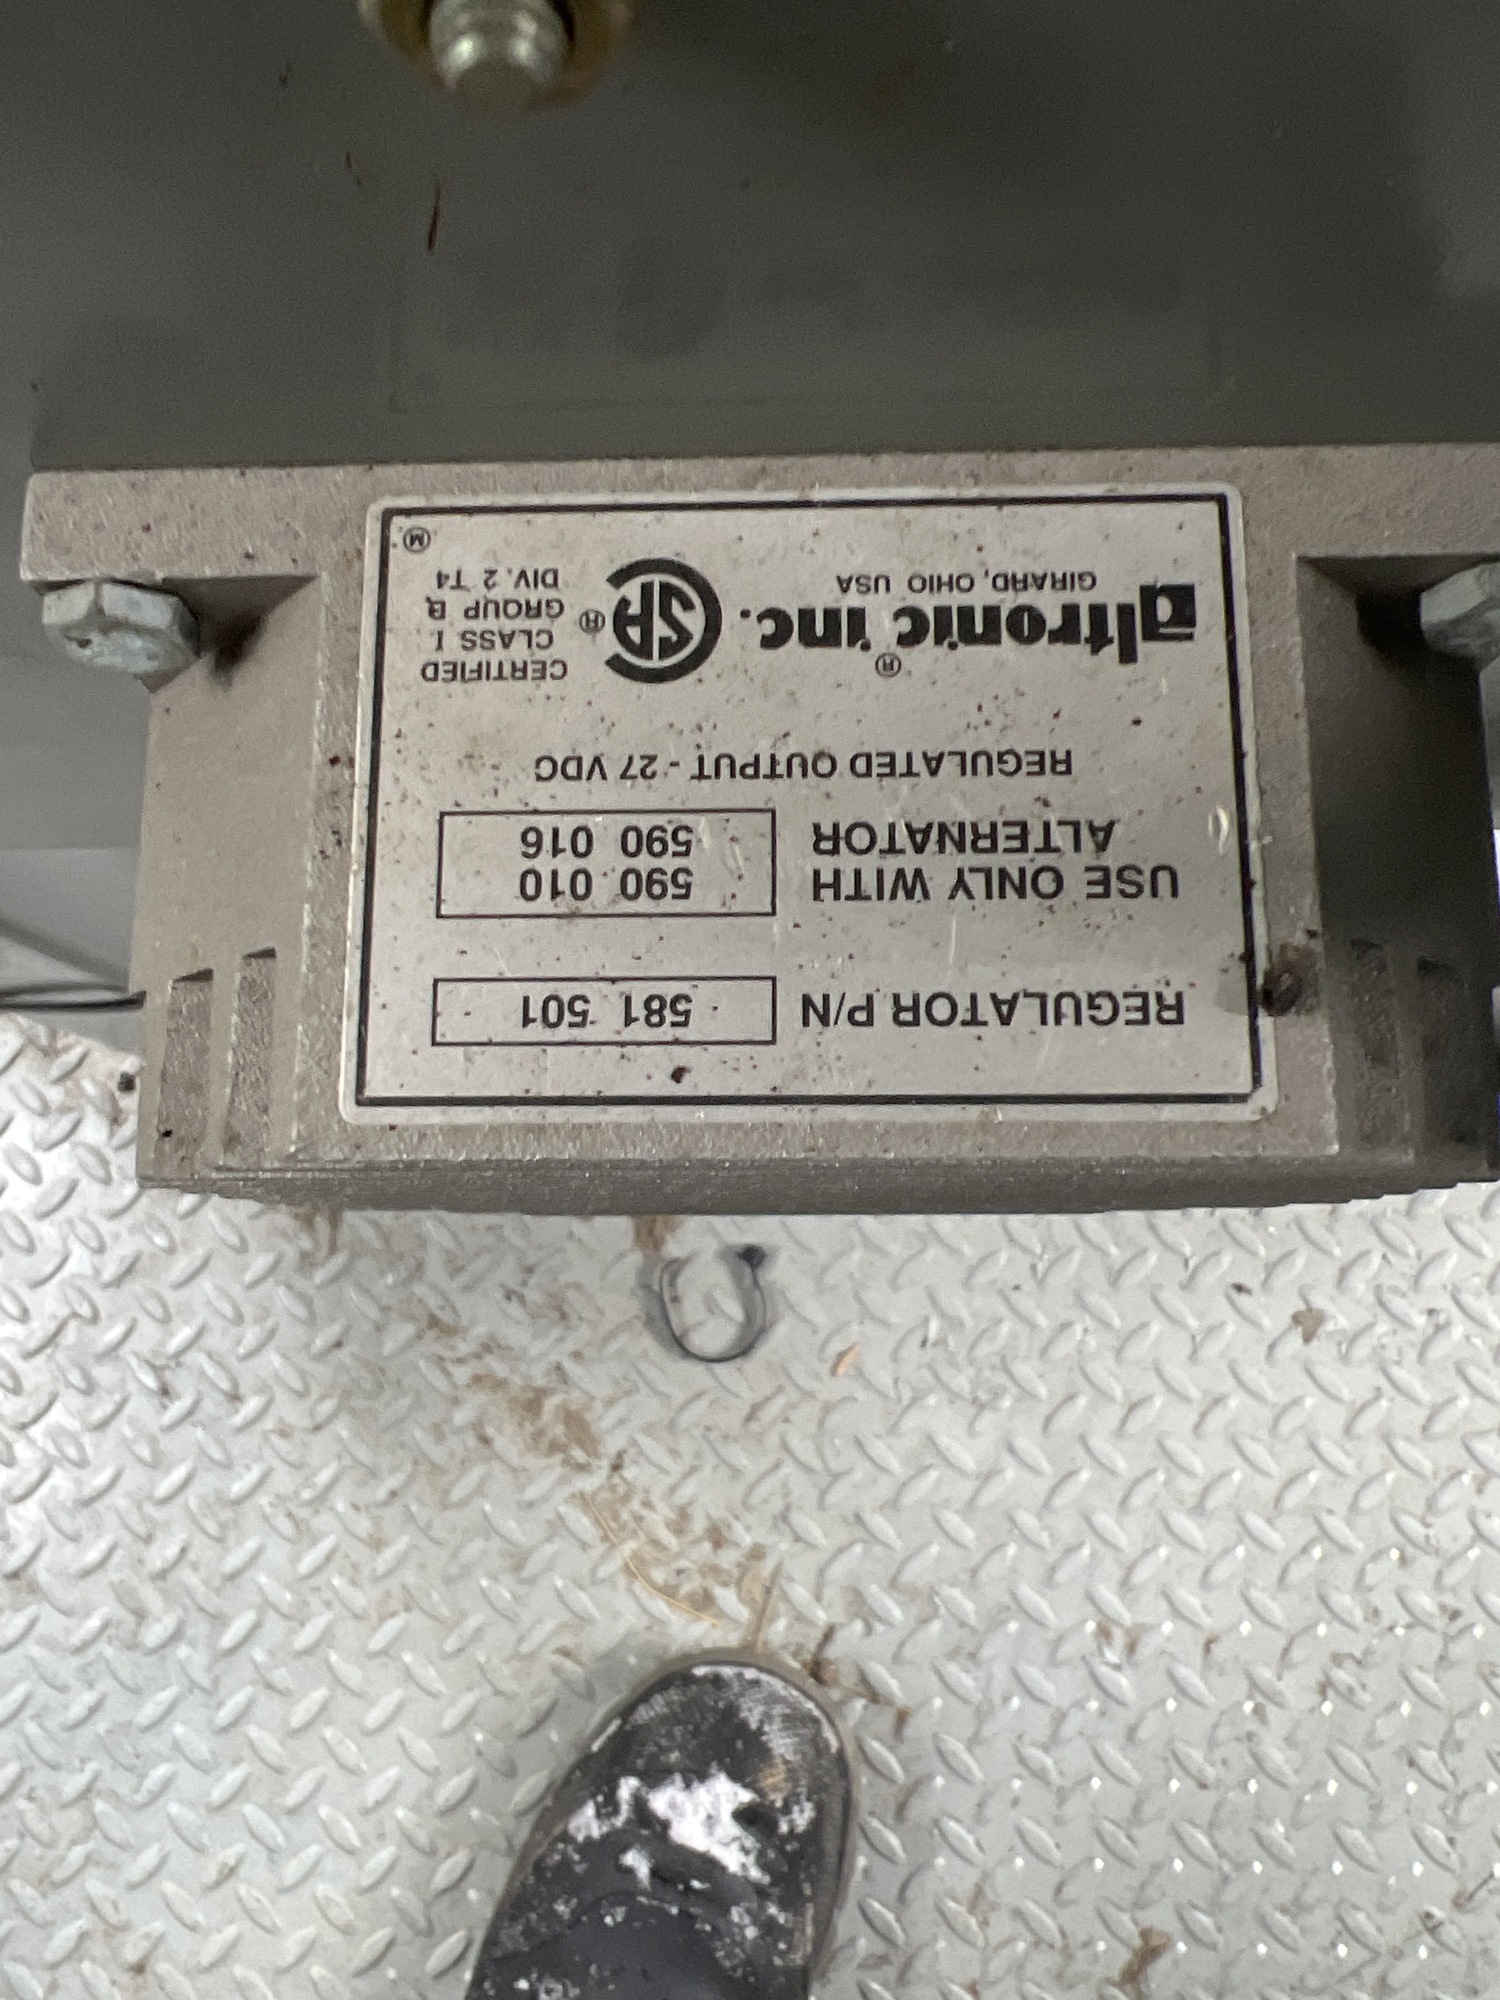 REGULATOR P/N 581 501
USE ONLY WITH
ALTERNATOR
590 010
590 016
REGULATED OUTPUT - 27 VDC
altronic inc.®
GIRARD, OHIO USA
SA ®
CERTIFIED
CLASS I
GROUP D
DIV. 2 T4
M